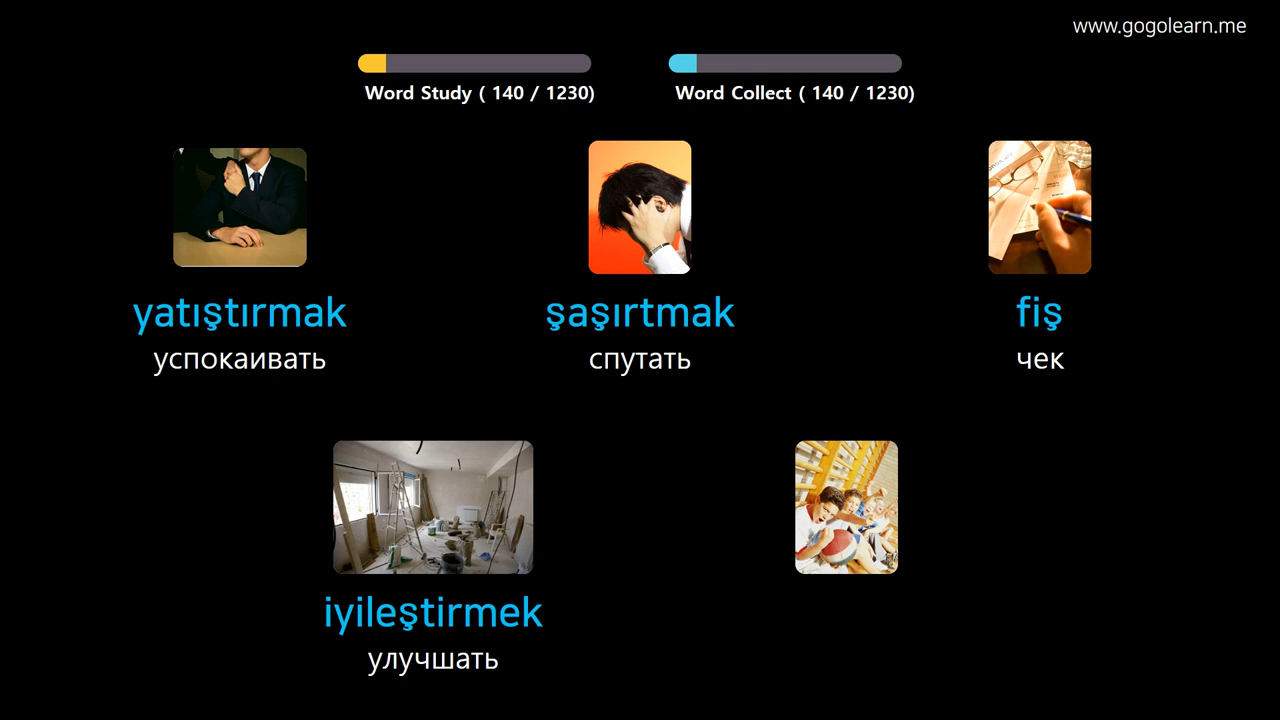 www.gogolearn.me
Word Study ( 140 / 1230)
Word Collect ( 140 / 1230)
yatıştırmak
успокаивать
şaşırtmak
спутать
fiş
чек
iyileştirmek
улучшать